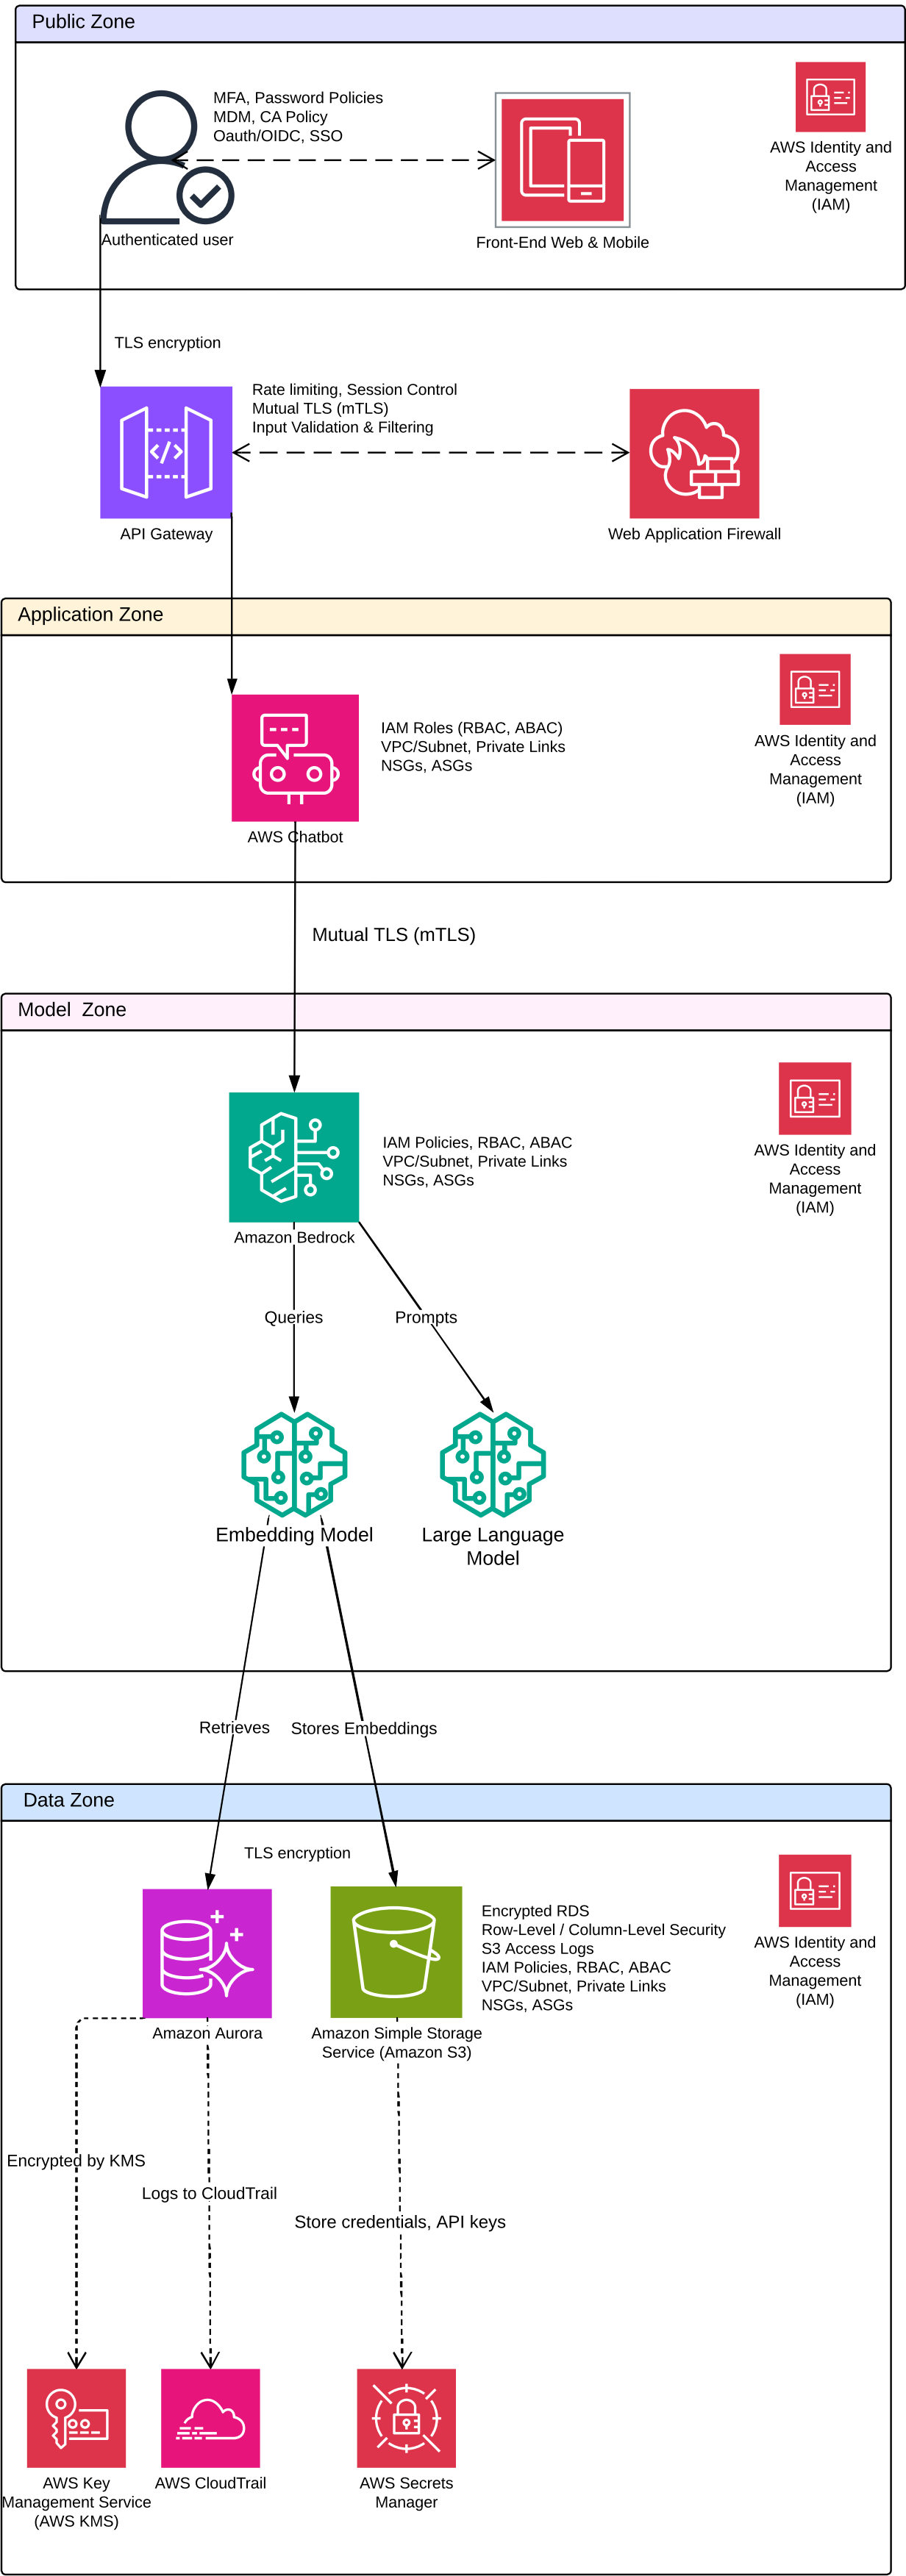 Public Zone
MFA, Password Policies
MDM, CA Policy
Oauth/OIDC, SSO
AWS Identity and
Access
Management
(IAM)
Authenticated user
Front-End Web & Mobile
TLS encryption
Rate limiting, Session Control
Mutual TLS (mTLS)
Input Validation & Filtering
API Gateway
Web Application Firewall
Application Zone
IAM Roles (RBAC, ABAC)
VPC/Subnet, Private Links
NSGs, ASGs
AWS Identity and
Access
Management
(IAM)
AWS Chatbot
Mutual TLS (mTLS)
Model  Zone
IAM Policies, RBAC, ABAC
VPC/Subnet, Private Links
NSGs, ASGs
AWS Identity and
Access
Management
(IAM)
Amazon Bedrock
Queries
Prompts
Embedding Model
Large Language
Model
Retrieves
Stores Embeddings
Data Zone
TLS encryption
Encrypted RDS
Row-Level / Column-Level Security
S3 Access Logs
IAM Policies, RBAC, ABAC
VPC/Subnet, Private Links
NSGs, ASGs
AWS Identity and
Access
Management
(IAM)
Amazon Aurora
Amazon Simple Storage
Service (Amazon S3)
Encrypted by KMS
Logs to CloudTrail
Store credentials, API keys
AWS Key
Management Service
(AWS KMS)
AWS CloudTrail
AWS Secrets
Manager